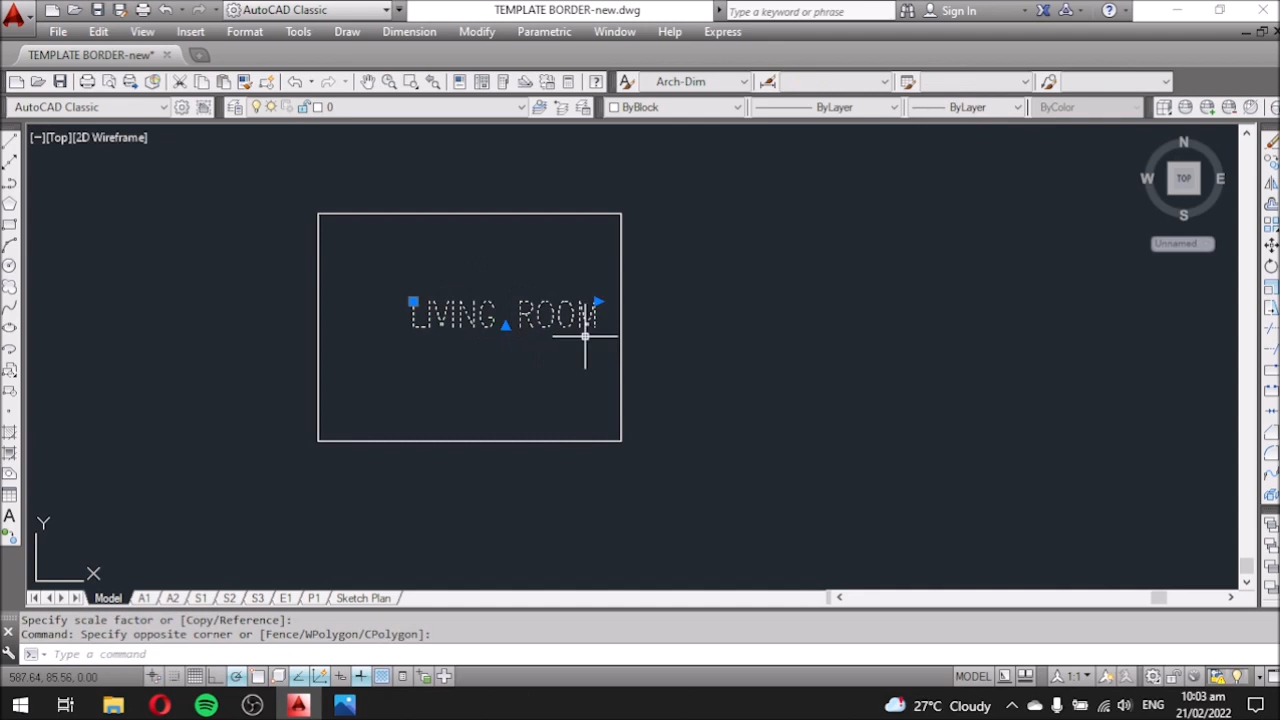 AutoCAD Classic TEMPLATE BORDER-new.dwg Type a keyword or phrase Sign In
File Edit View Insert Format Tools Draw Dimension Modify Parametric Window Help Express
TEMPLATE BORDER-new*
Arch-Dim
AutoCAD Classic 0 ByBlock ByLayer ByLayer ByColor
[−][Top][2D Wireframe]
N
W TOP E
S
Unnamed
LIVING ROOM
Y
X
Model A1 A2 S1 S2 S3 E1 P1 Sketch Plan
Specify scale factor or [Copy/Reference]:
Command: Specify opposite corner or [Fence/WPolygon/CPolygon]:
Type a command
587.64, 85.56, 0.00 MODEL 1:1
27°C Cloudy ENG 10:03 am
21/02/2022